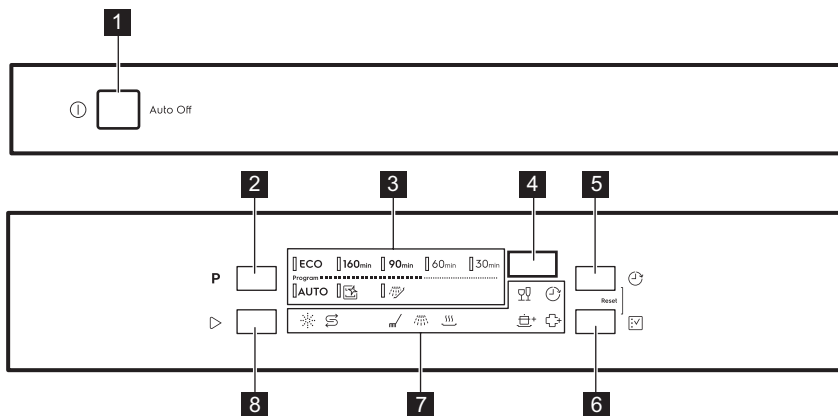 1
Auto Off
2 3 4 5
ECO 160min 90min 60min 30min
P Program
AUTO
Reset
8 7 6